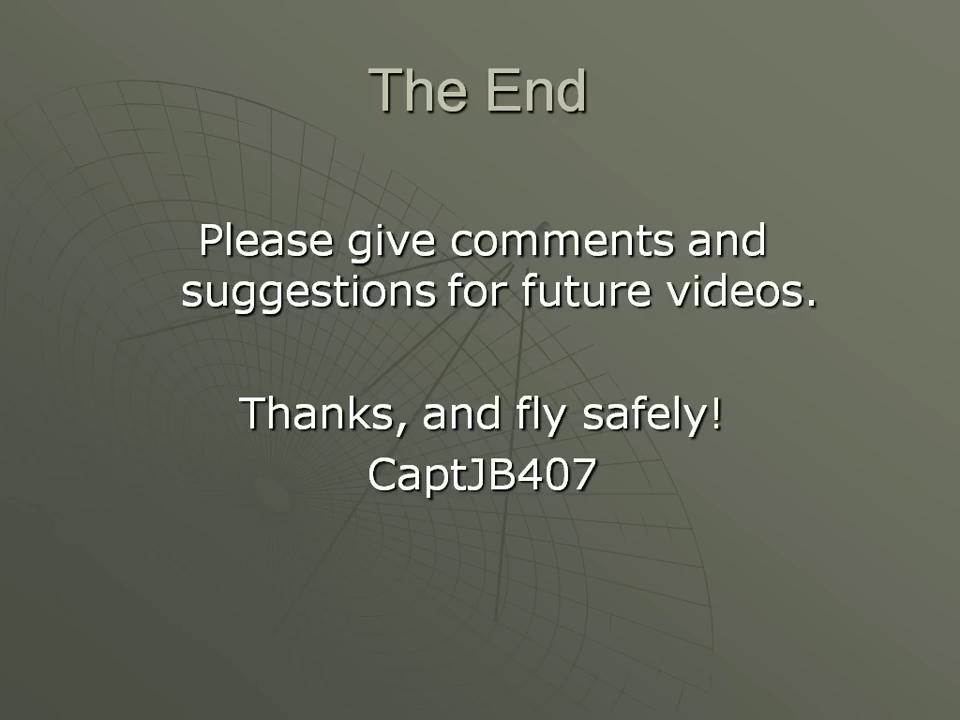 The End
Please give comments and
suggestions for future videos.
Thanks, and fly safely!
CaptJB407